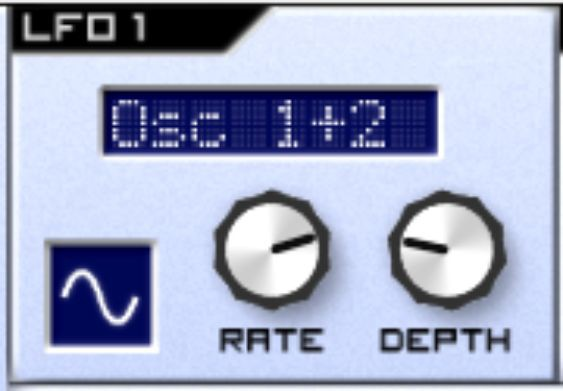 LFO 1
Osc 1+2
RATE DEPTH